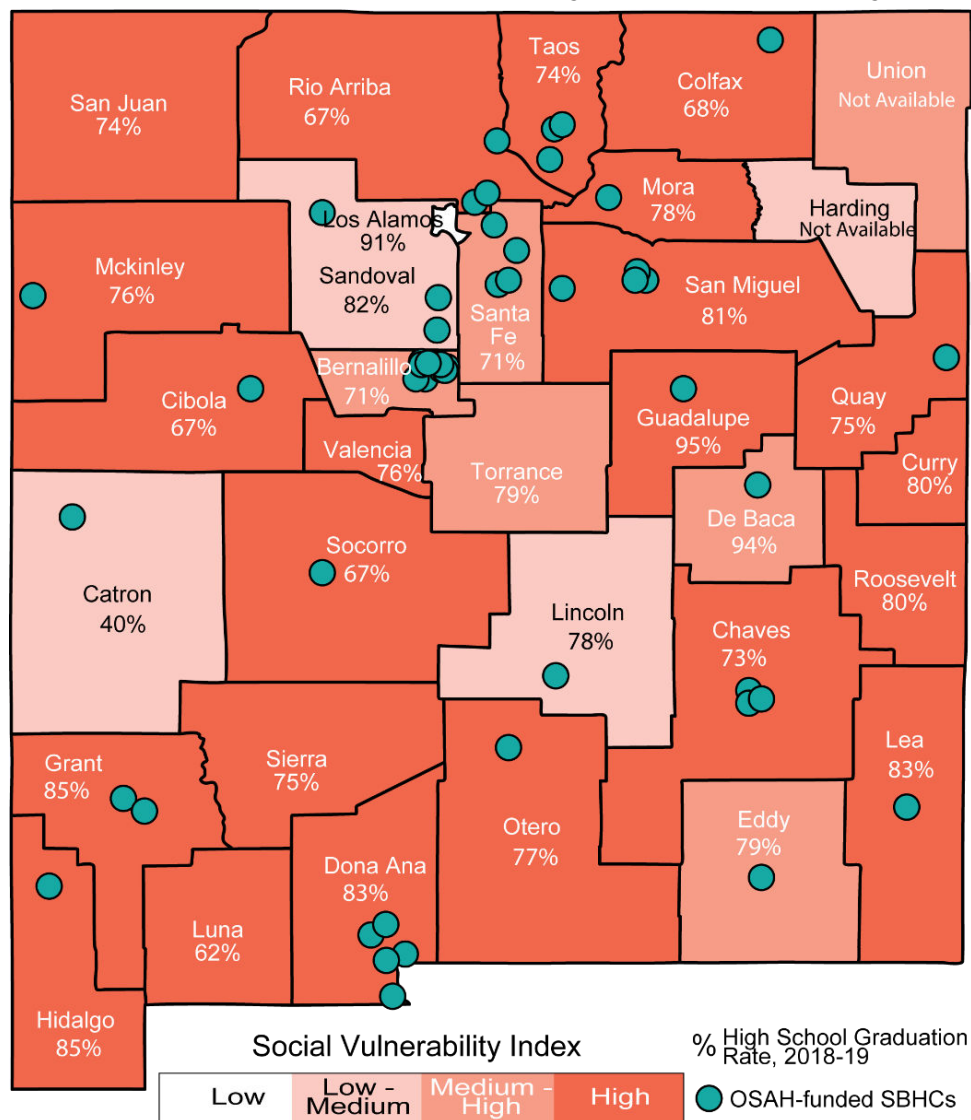 Taos
74%
Colfax
68%
Union
Not Available
Rio Arriba
67%
San Juan
74%
Mora
78%
Harding
Not Available
Los Alamos
91%
Mckinley
76%
Sandoval
82%
San Miguel
81%
Santa
Fe
71%
Bernalillo
71%
Cibola
67%
Valencia
76%
Torrance
79%
Guadalupe
95%
Quay
75%
Curry
80%
De Baca
94%
Socorro
67%
Roosevelt
80%
Catron
40%
Lincoln
78%
Chaves
73%
Grant
85%
Sierra
75%
Lea
83%
Otero
77%
Eddy
79%
Dona Ana
83%
Luna
62%
Hidalgo
85%
Social Vulnerability Index
Low
Low -
Medium
Medium -
High
High
% High School Graduation
Rate, 2018-19
OSAH-funded SBHCs